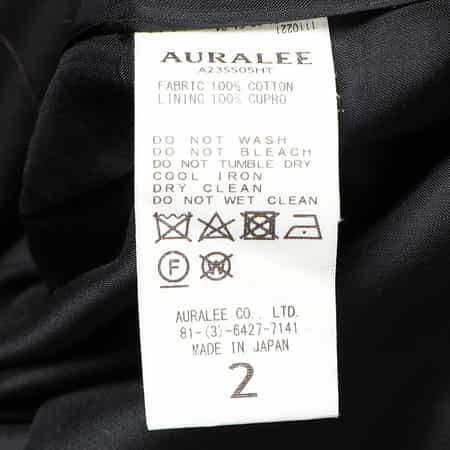 1110221
AURALEE
A23SS05HT
FABRIC 100% COTTON
LINING 100% CUPRO
DO NOT WASH
DO NOT BLEACH
DO NOT TUMBLE DRY
COOL IRON
DRY CLEAN
DO NOT WET CLEAN
F W
AURALEE CO., LTD.
81-(3)-6427-7141
MADE IN JAPAN
2